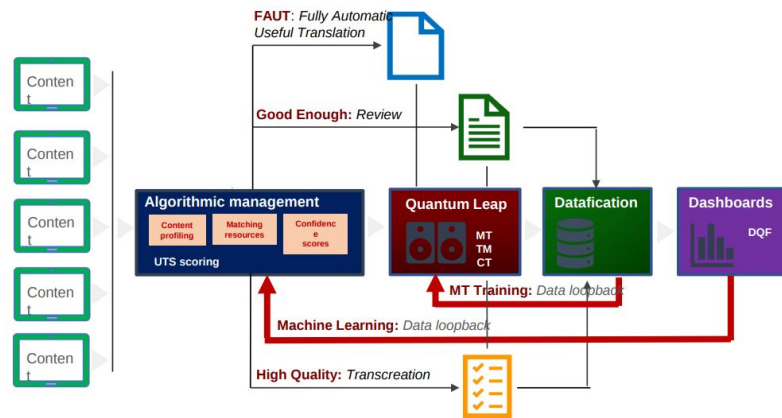 FAUT: Fully Automatic
Useful Translation
Conten
t
Good Enough: Review
Conten
t
Conten
t
Algorithmic management
Content
profiling
Matching
resources
Confidenc
e
scores
UTS scoring
Quantum Leap
MT
TM
CT
Datafication
Dashboards
DQF
Conten
t
MT Training: Data loopback
Machine Learning: Data loopback
Conten
t
High Quality: Transcreation